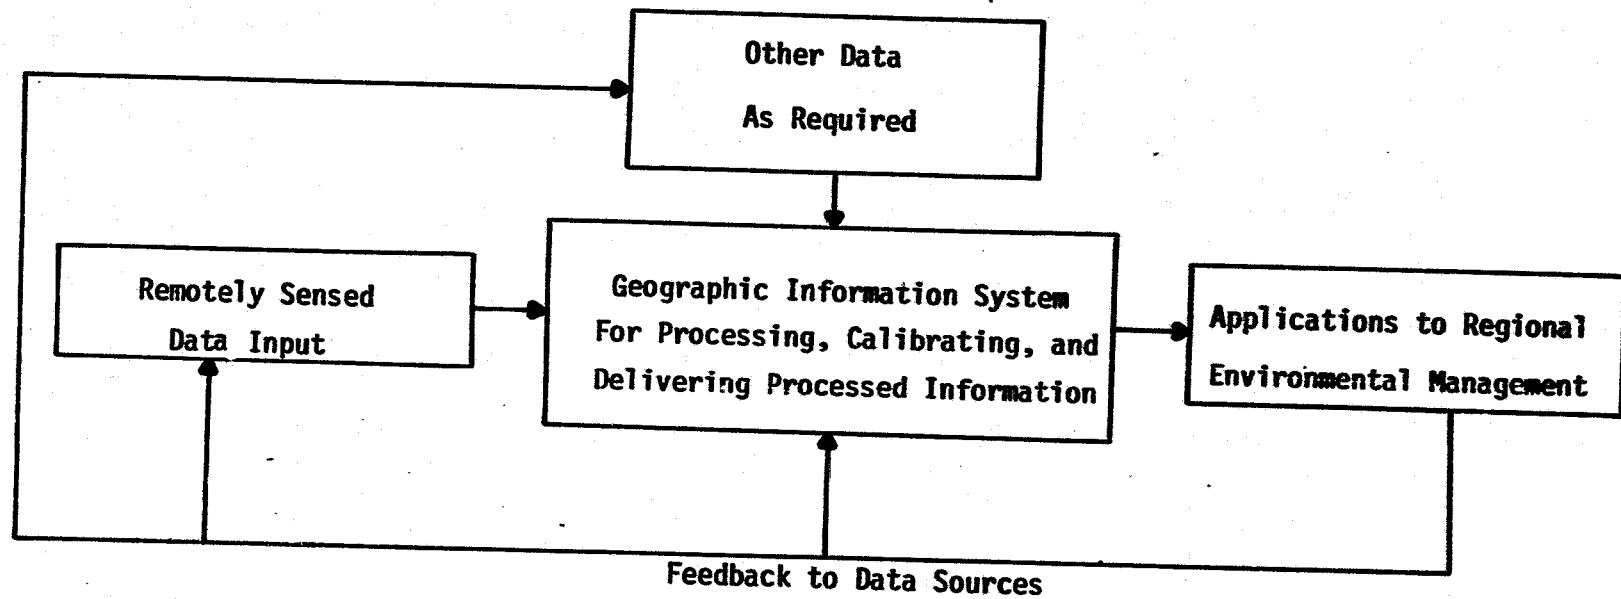 Other Data
As Required
Remotely Sensed
Data Input
Geographic Information System
For Processing, Calibrating, and
Delivering Processed Information
Applications to Regional
Environmental Management
Feedback to Data Sources